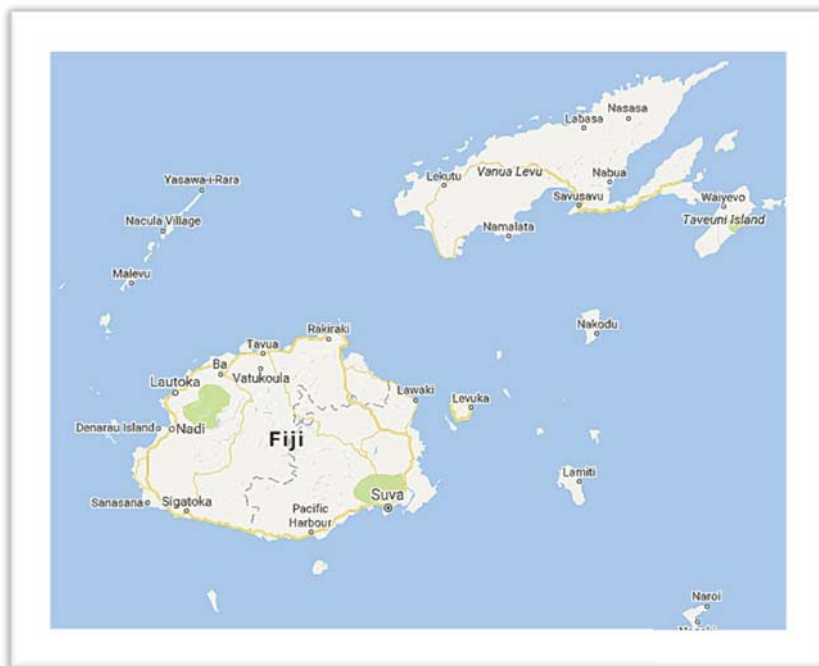 Nasasa
Labasa
Yasawa-i-Rara
Lekutu
Vanua Levu
Nabua
Savusavu
Waiyevo
Nacula Village
Namalata
Taveuni Island
Malevu
Nakodu
Rakiraki
Tavua
Ba
Vatukoula
Lautoka
Lawaki
Levuka
Denarau Island
Nadi
Fiji
Lamiti
Suva
Sanasana
Sigatoka
Pacific
Harbour
Naroi